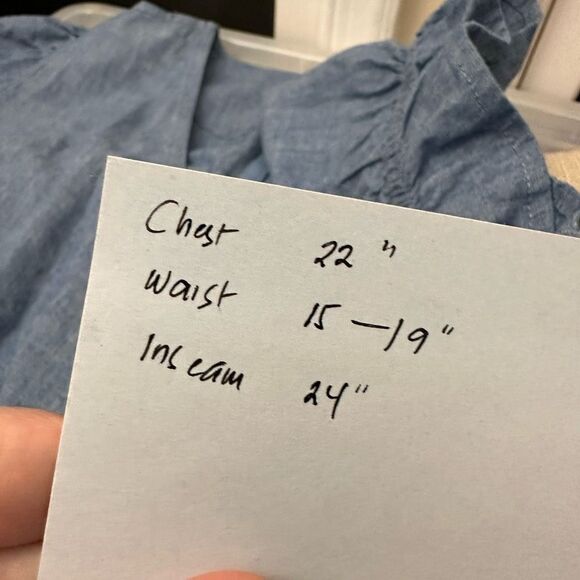 Chest 22"
Waist 15-19"
Inseam 24"